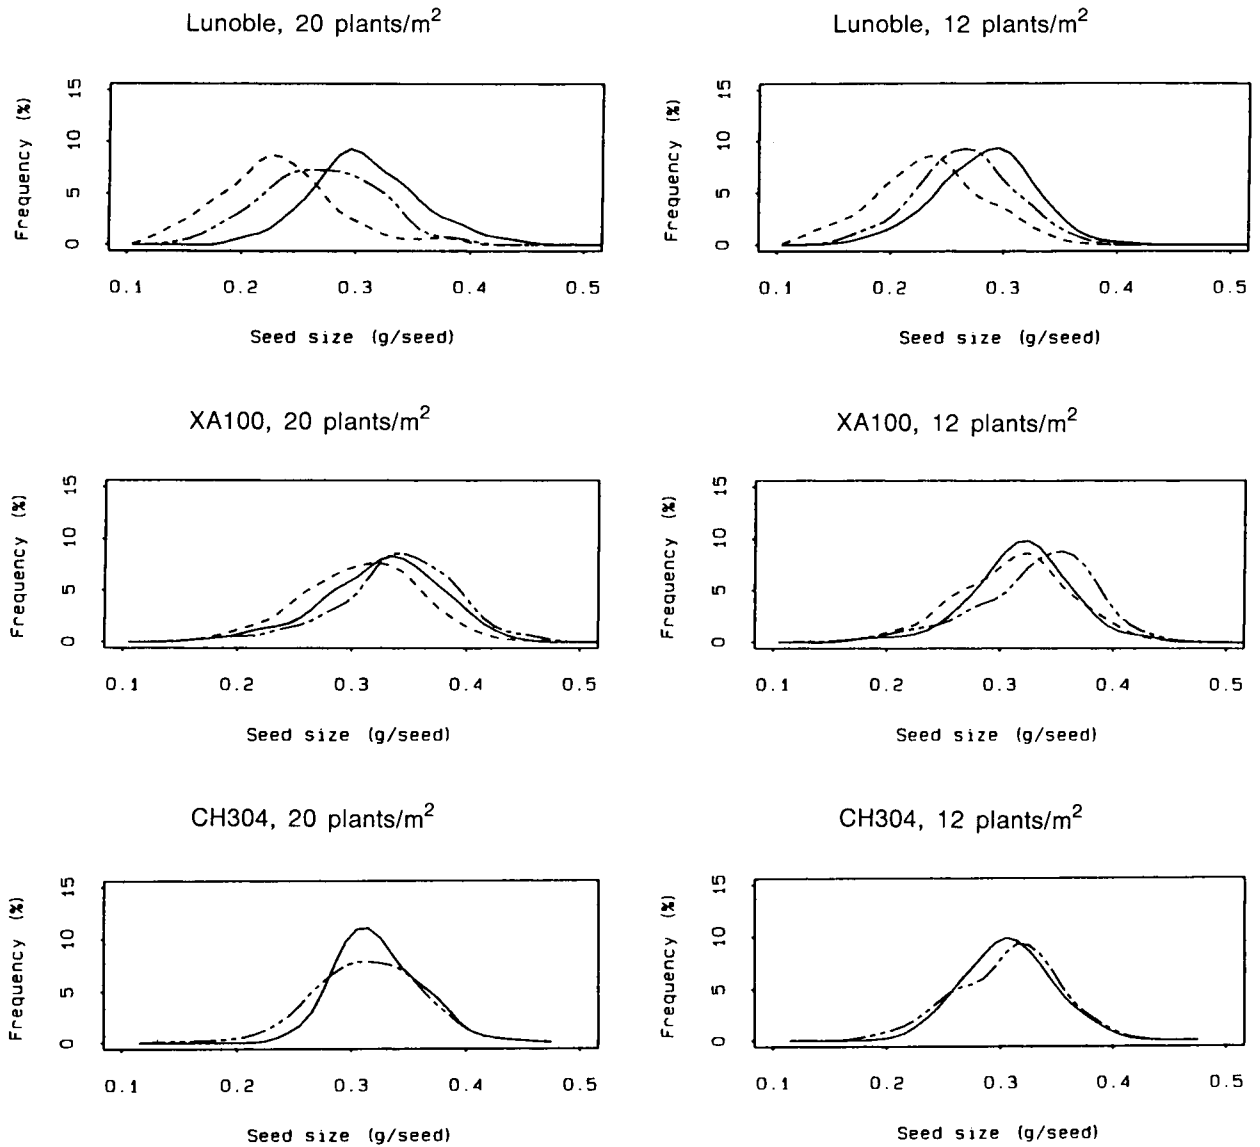 Lunoble, 20 plants/m²
Frequency (%)
15
10
5
0
0.1 0.2 0.3 0.4 0.5
Seed size (g/seed)
Lunoble, 12 plants/m²
Frequency (%)
15
10
5
0
0.1 0.2 0.3 0.4 0.5
Seed size (g/seed)
XA100, 20 plants/m²
Frequency (%)
15
10
5
0
0.1 0.2 0.3 0.4 0.5
Seed size (g/seed)
XA100, 12 plants/m²
Frequency (%)
15
10
5
0
0.1 0.2 0.3 0.4 0.5
Seed size (g/seed)
CH304, 20 plants/m²
Frequency (%)
15
10
5
0
0.1 0.2 0.3 0.4 0.5
Seed size (g/seed)
CH304, 12 plants/m²
Frequency (%)
15
10
5
0
0.1 0.2 0.3 0.4 0.5
Seed size (g/seed)